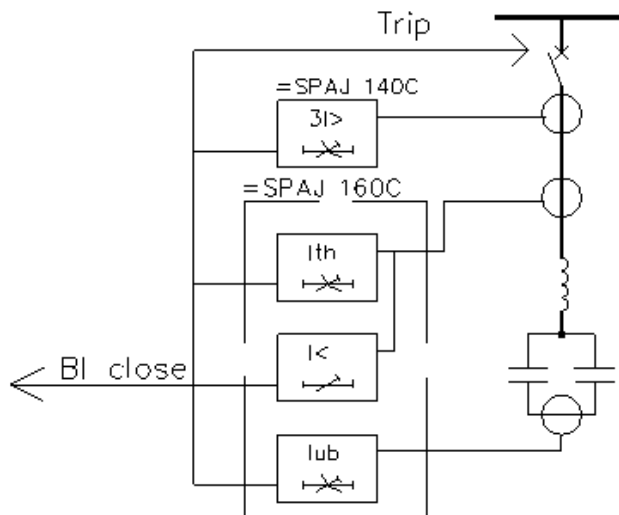 Trip
=SPAJ 140C
3I>
=SPAJ 160C
Ith
I<
BI close
Iub